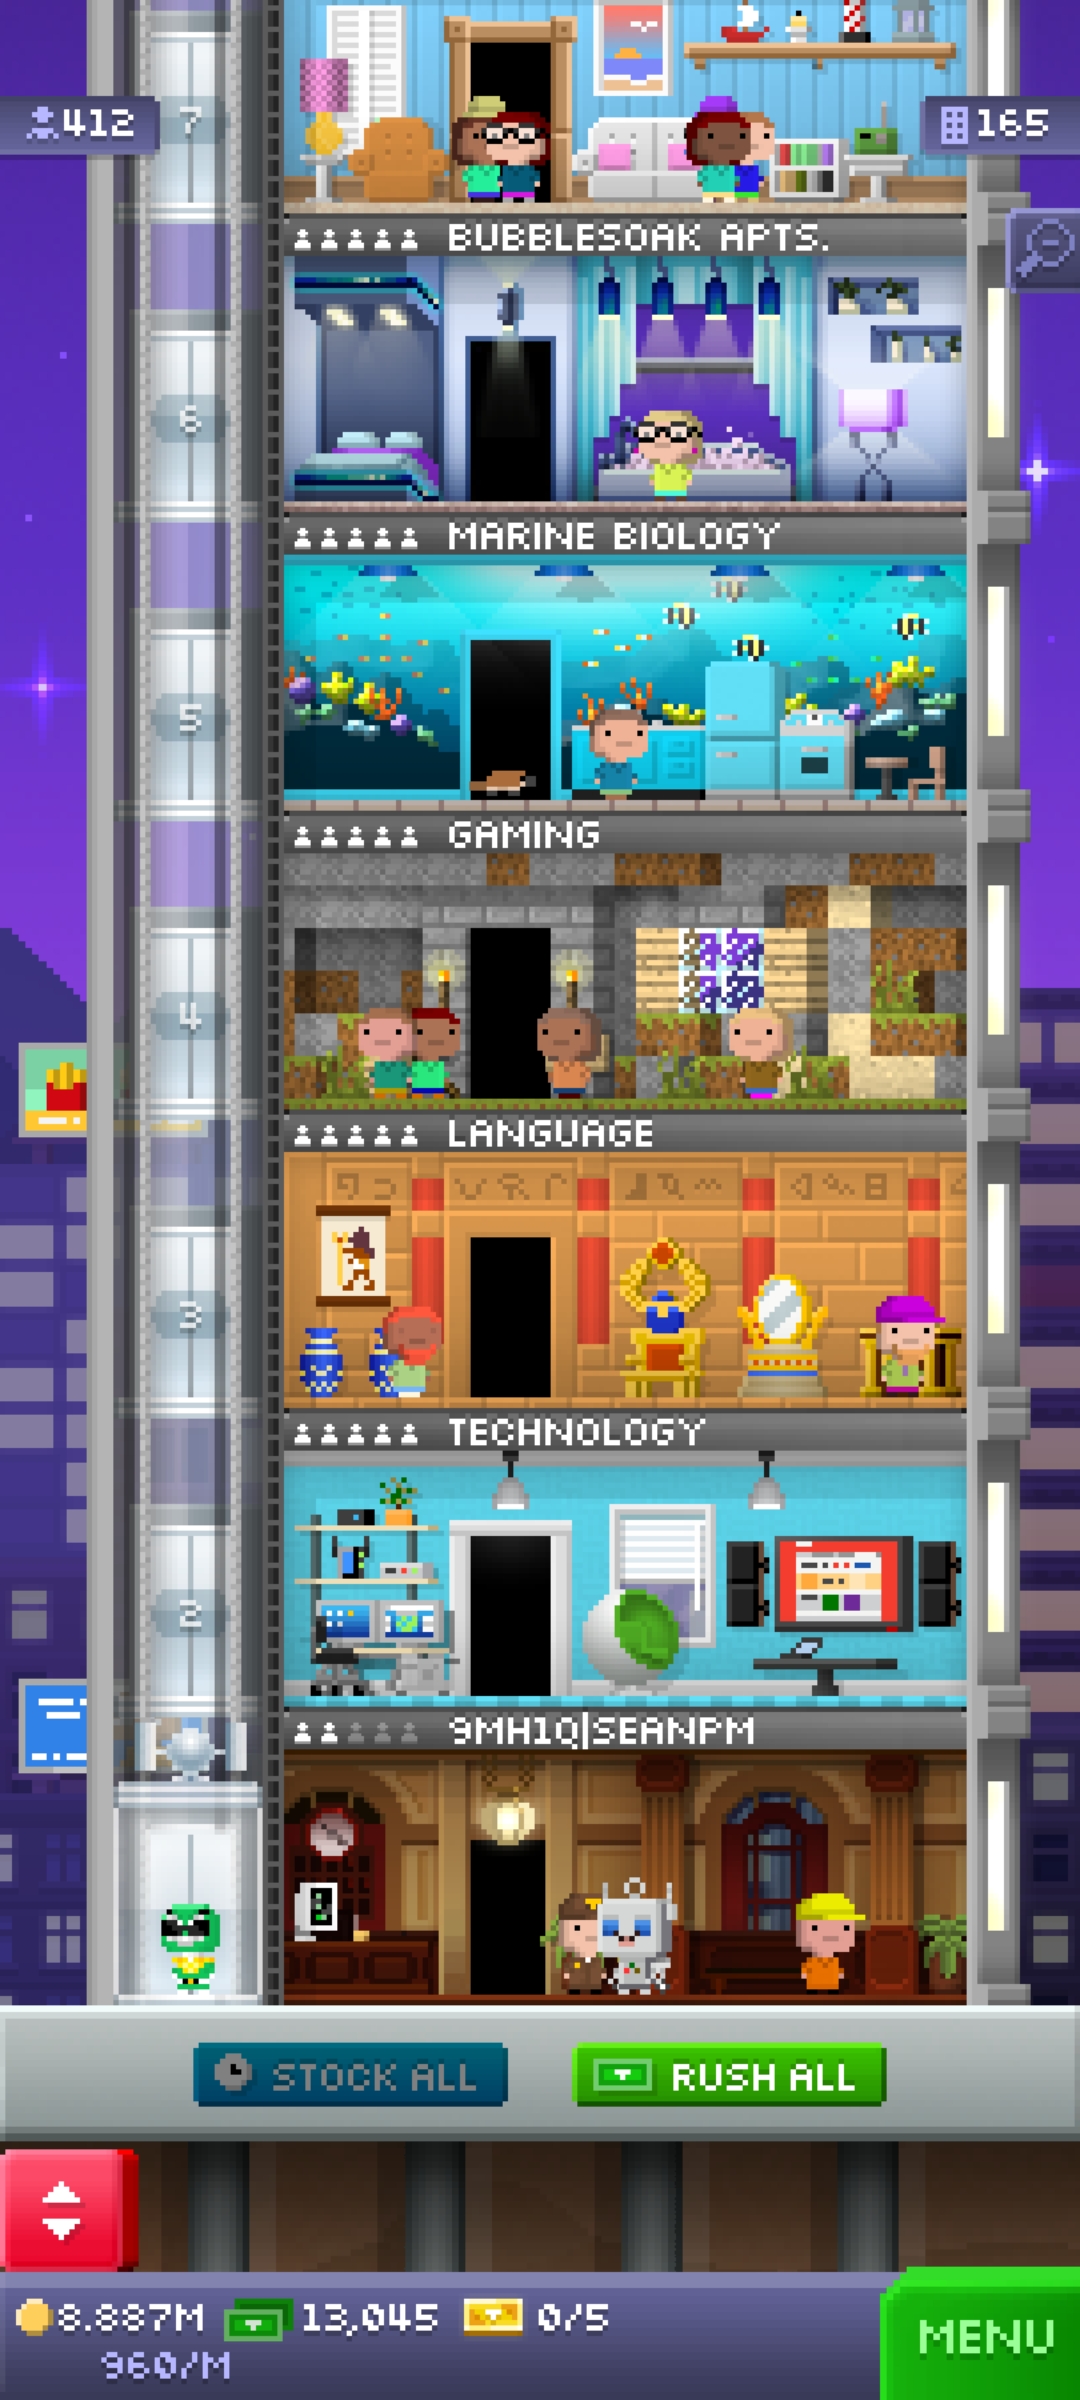 412
165
7
BUBBLESOAK APTS.
6
MARINE BIOLOGY
5
GAMING
4
LANGUAGE
3
TECHNOLOGY
2
9MH1Q|SEANPM
STOCK ALL
RUSH ALL
8.887M 13,045 0/5
960/M
MENU